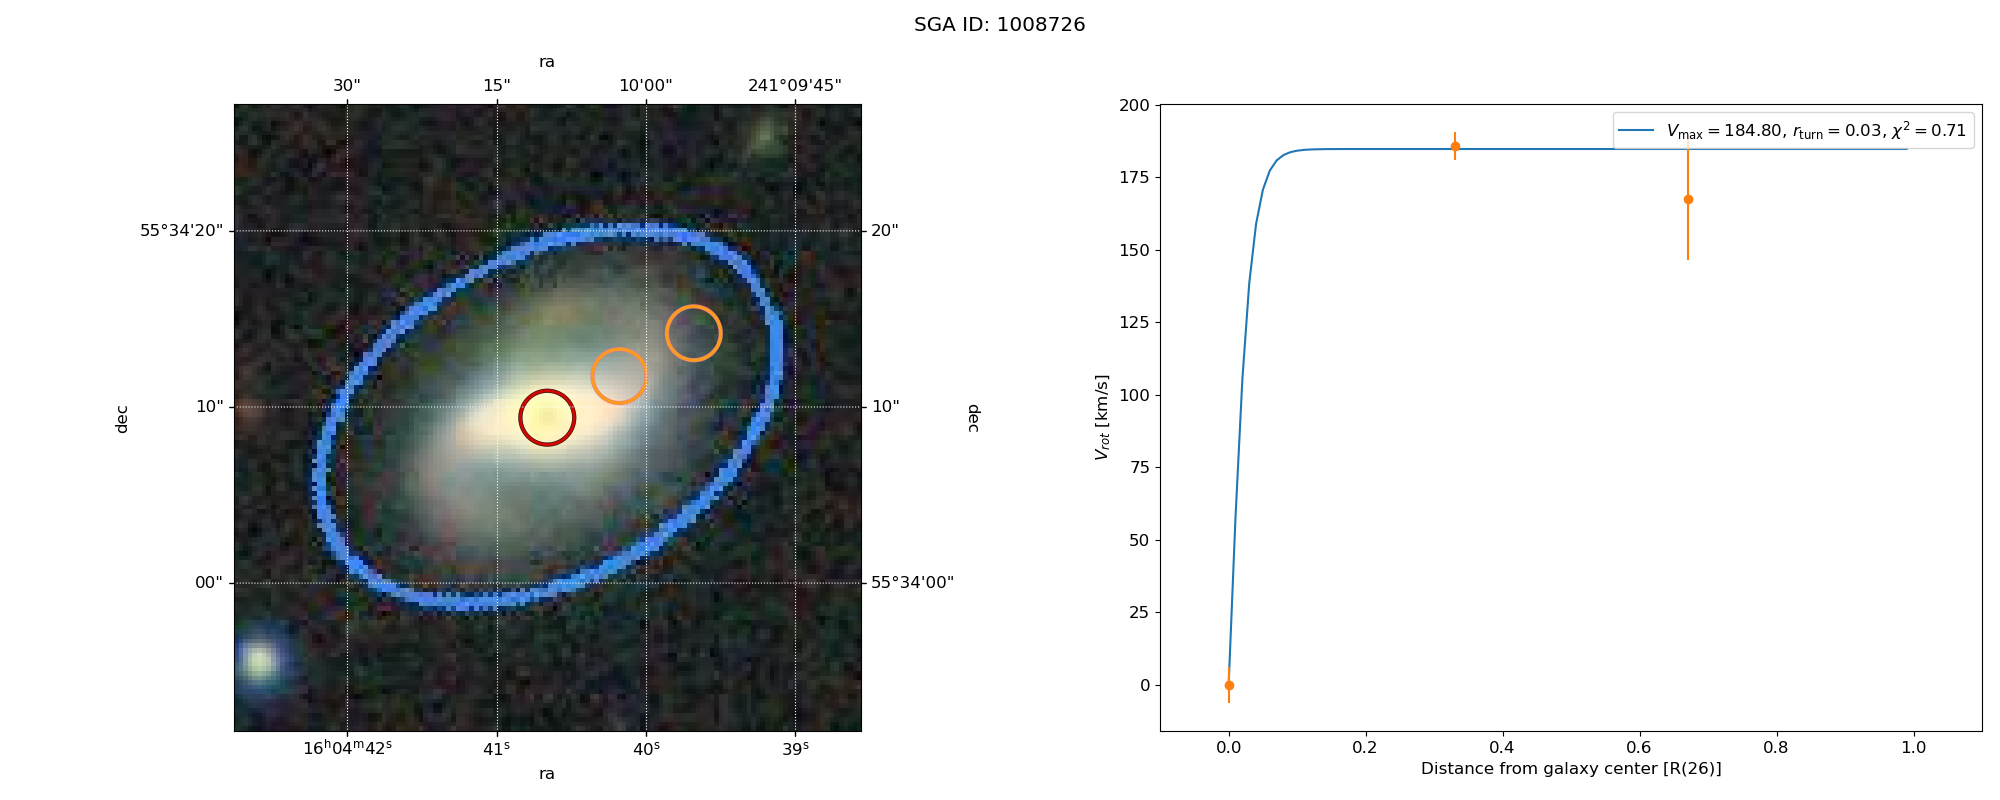 SGA ID: 1008726
ra
30" 15" 10'00" 241°09'45"
55°34'20"
10"
00"
dec
20"
10"
55°34'00"
dec
16ʰ04ᵐ42ˢ 41ˢ 40ˢ 39ˢ
ra
V_max = 184.80, r_turn = 0.03, χ² = 0.71
200
175
150
125
100
75
50
25
0
V_rot [km/s]
0.0 0.2 0.4 0.6 0.8 1.0
Distance from galaxy center [R(26)]